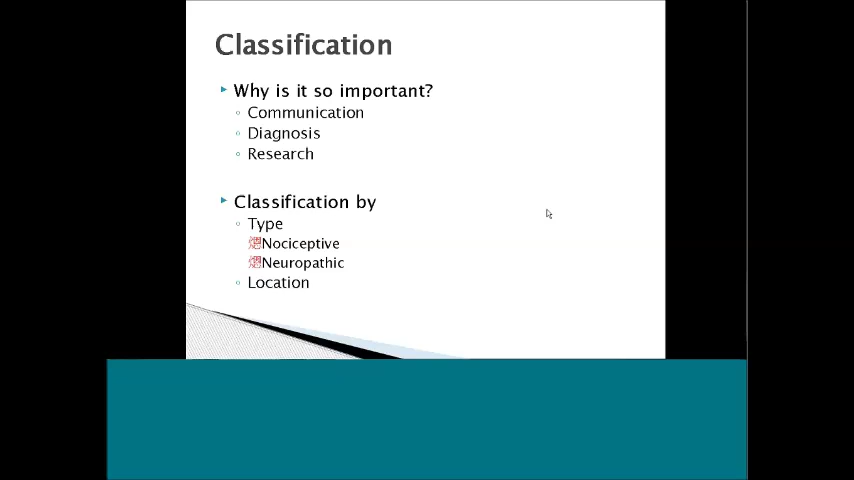 Classification
Why is it so important?
Communication
Diagnosis
Research
Classification by
Type
Nociceptive
Neuropathic
Location